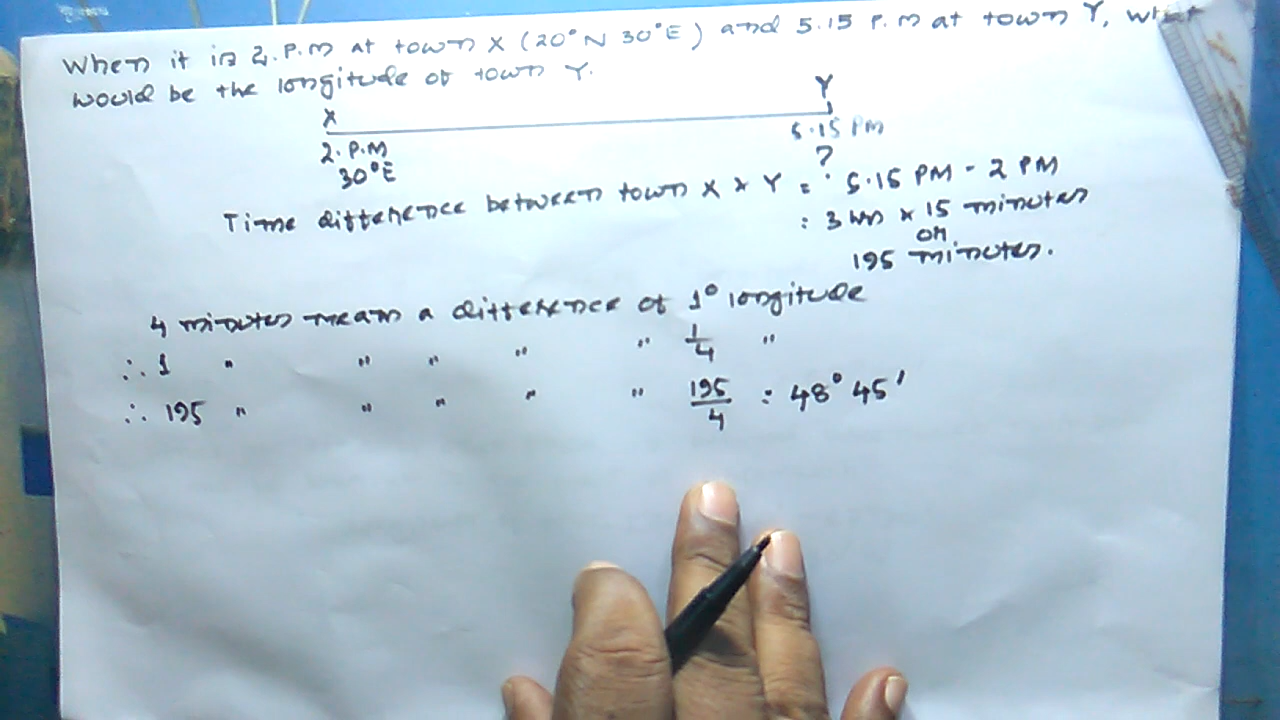 When it is 2. P.M at town X (20°N 30°E) and 5.15 P.M at town Y, what
would be the longitude of town Y.
X Y
2. P.M 5.15 PM
30°E ?
Time difference between town X & Y = 5.15 PM - 2 PM
= 3 hrs & 15 minutes
or
195 minutes.
4 minutes mean a difference of 1° longitude
∴ 1 " " " " " 1/4 "
∴ 195 " " " " " 195/4 = 48° 45'